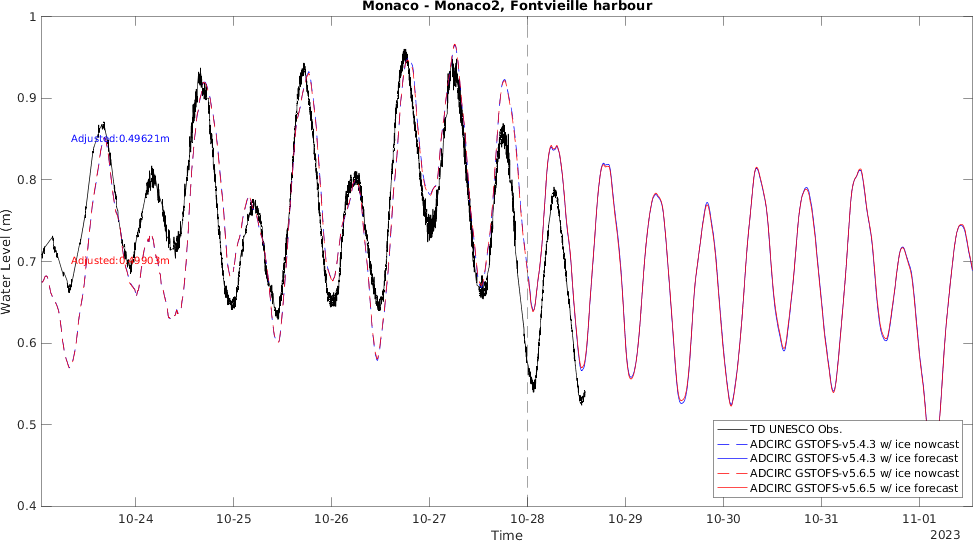 Monaco - Monaco2, Fontvieille harbour
Water Level (m)
1
0.9
0.8
0.7
0.6
0.5
0.4
Adjusted:0.49621m
Adjusted:0.49903m
TD UNESCO Obs.
ADCIRC GSTOFS-v5.4.3 w/ ice nowcast
ADCIRC GSTOFS-v5.4.3 w/ ice forecast
ADCIRC GSTOFS-v5.6.5 w/ ice nowcast
ADCIRC GSTOFS-v5.6.5 w/ ice forecast
10-24 10-25 10-26 10-27 10-28 10-29 10-30 10-31 11-01
Time
2023